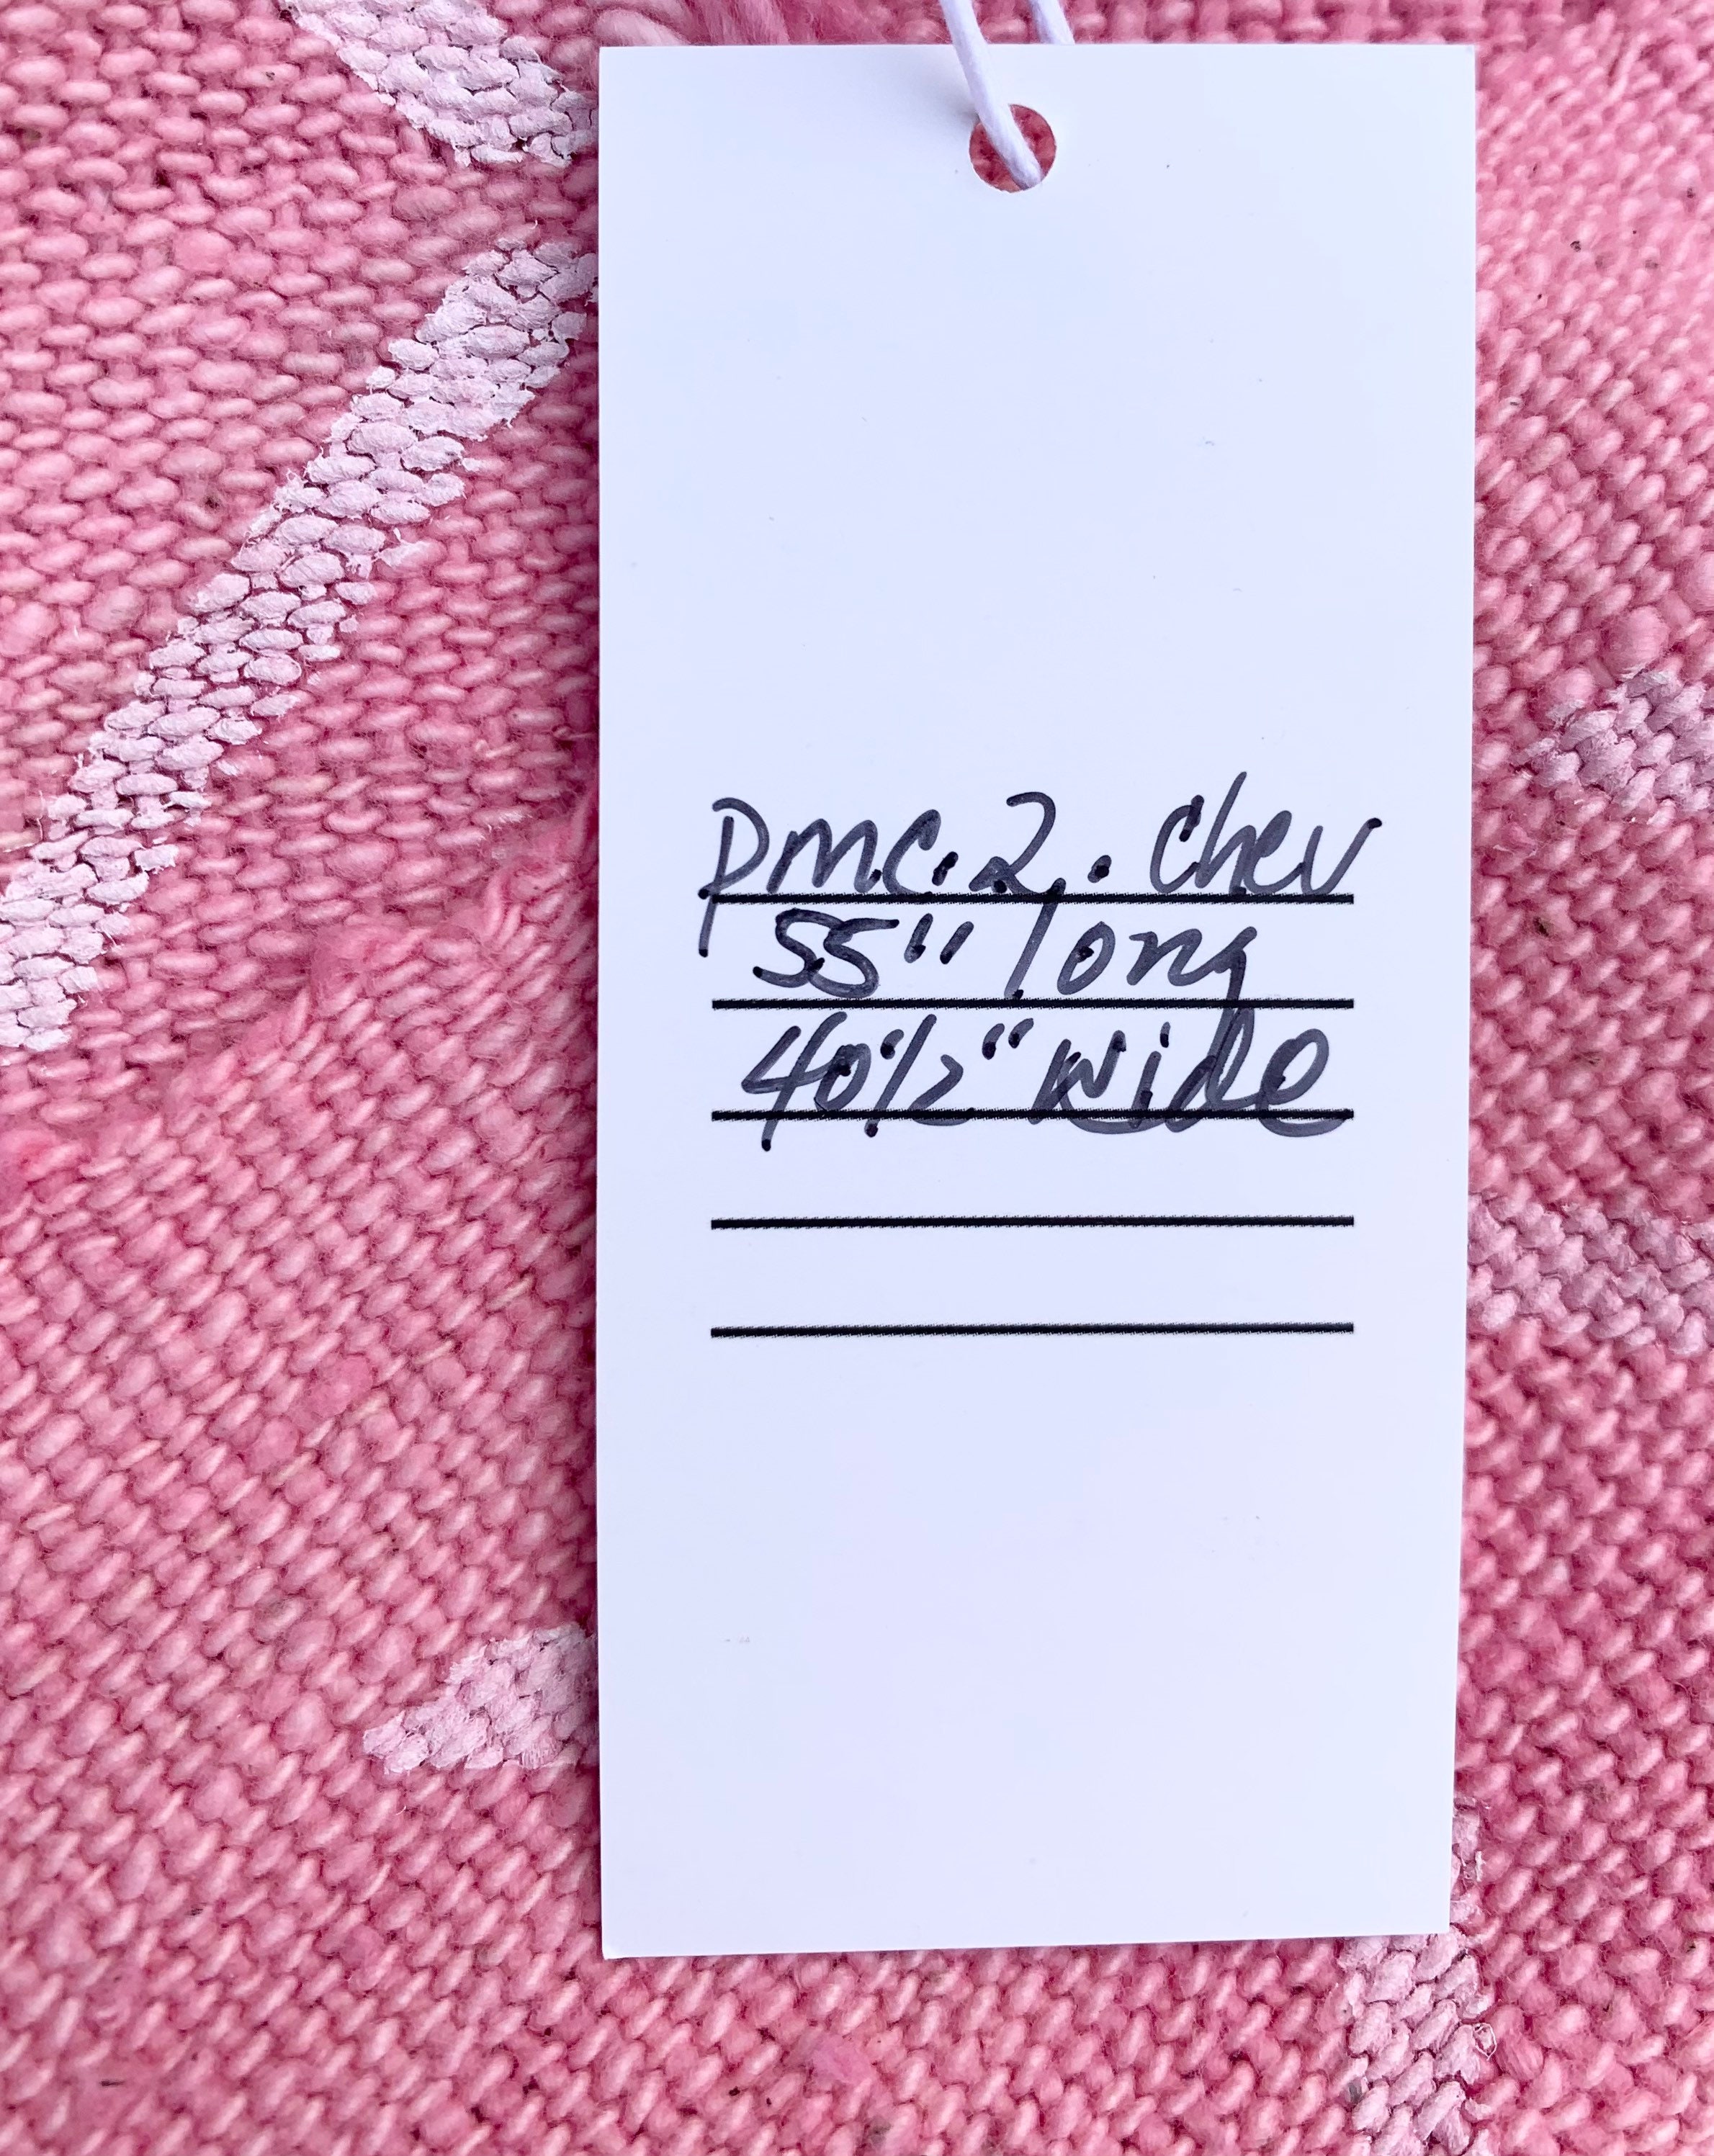 pmc.2. Chev
55" long
40½" wide